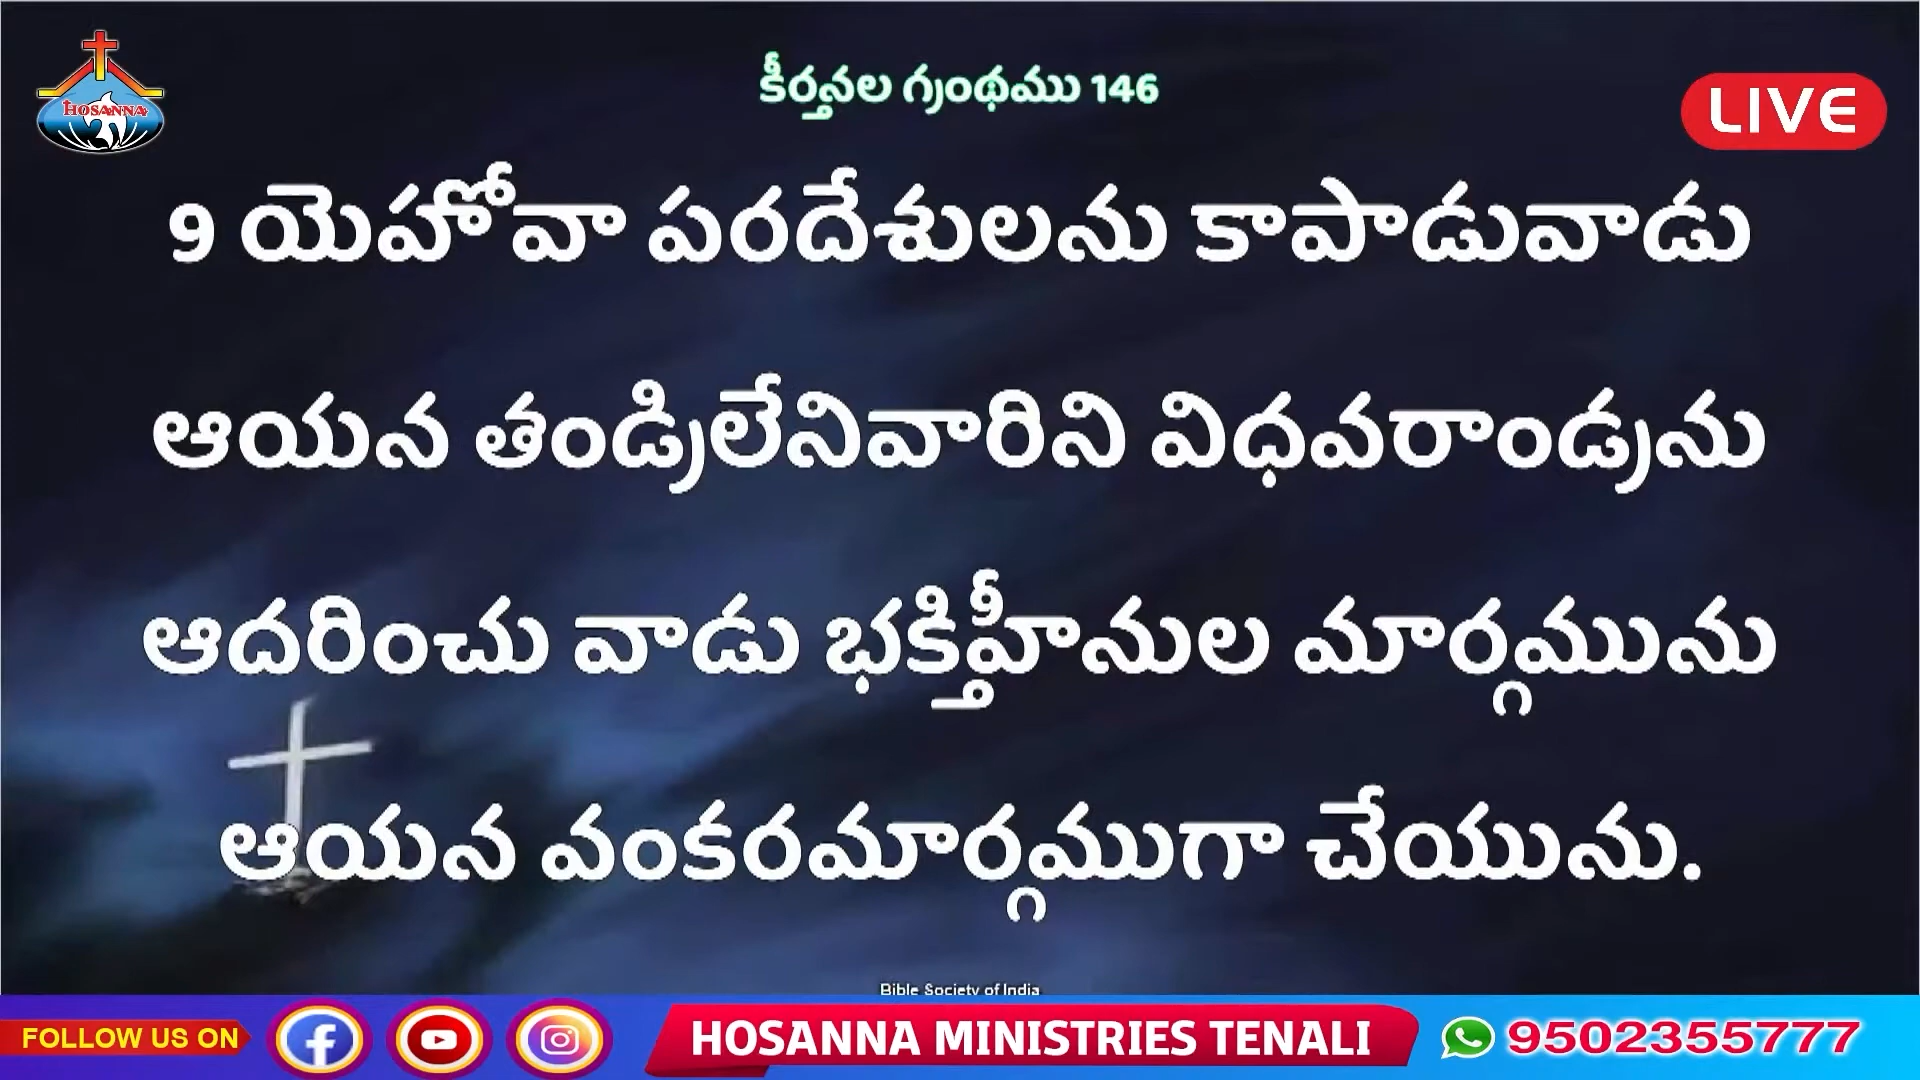 HOSANNA
కీర్తనల గ్రంథము 146
LIVE
9 యెహోవా పరదేశులను కాపాడువాడు
ఆయన తండ్రిలేనివారిని విధవరాండ్రను
ఆదరించు వాడు భక్తిహీనుల మార్గమును
ఆయన వంకరమార్గముగా చేయును.
Bible Society of India
FOLLOW US ON
HOSANNA MINISTRIES TENALI
9502355777